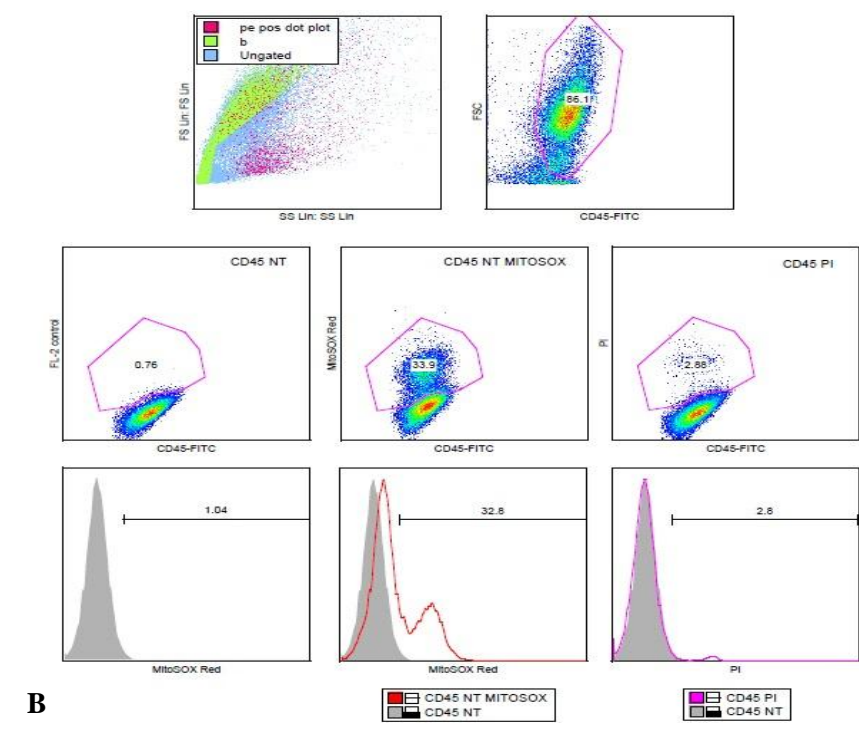 pe pos dot plot
b
Ungated
FS Lin: FS Lin
SS Lin: SS Lin
86.1
FSC
CD45-FITC
CD45 NT
0.76
FL-2 control
CD45-FITC
CD45 NT MITOSOX
33.9
MitoSOX Red
CD45-FITC
CD45 PI
2.88
PI
CD45-FITC
1.04
MitoSOX Red
32.8
MitoSOX Red
2.8
PI
B
CD45 NT MITOSOX
CD45 NT
CD45 PI
CD45 NT